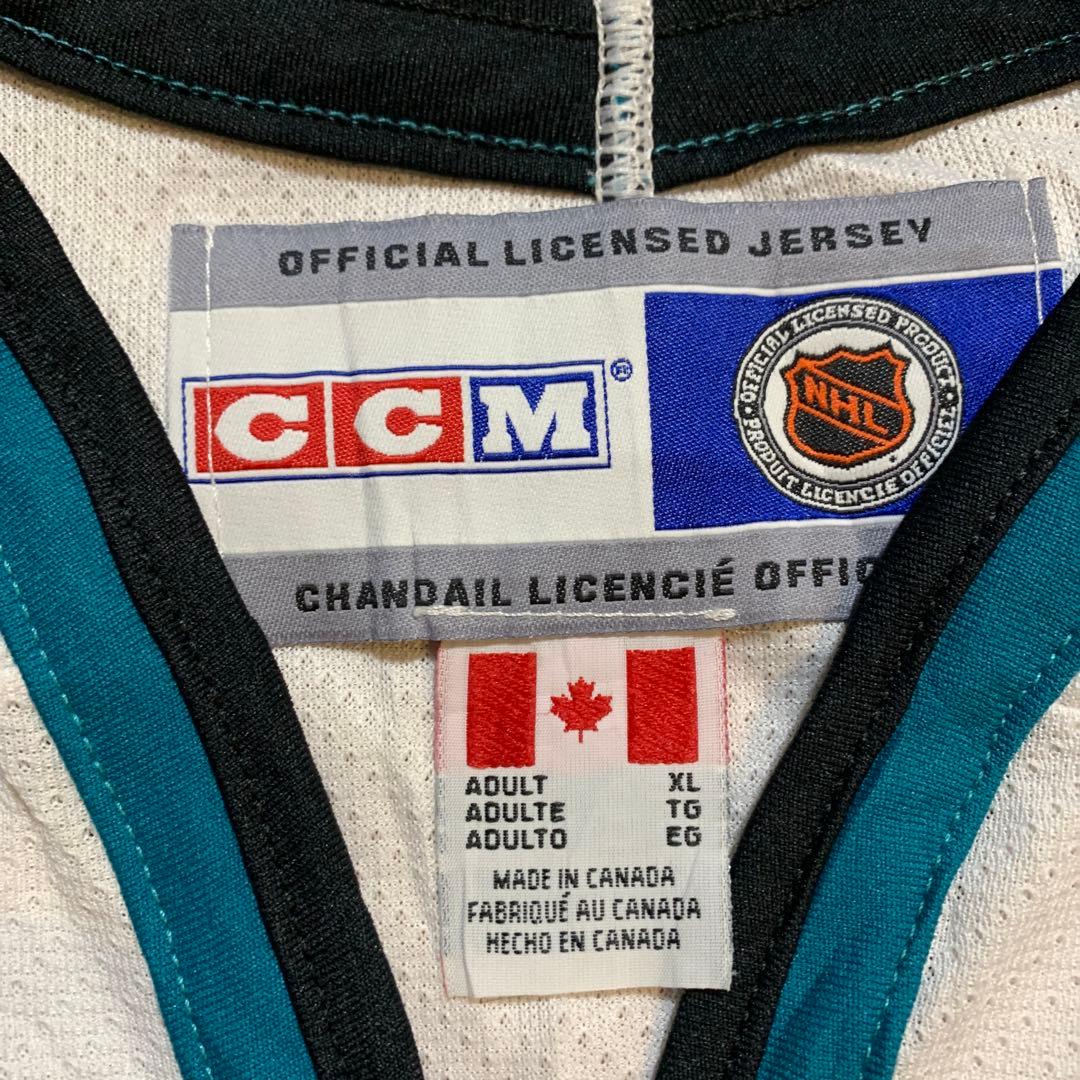 OFFICIAL LICENSED JERSEY
CCM®
OFFICIAL LICENSED PRODUCT
NHL
PRODUIT LICENCIE OFFICIEL
CHANDAIL LICENCIÉ
ADULT XL
ADULTE TG
ADULTO EG
MADE IN CANADA
FABRIQUÉ AU CANADA
HECHO EN CANADA